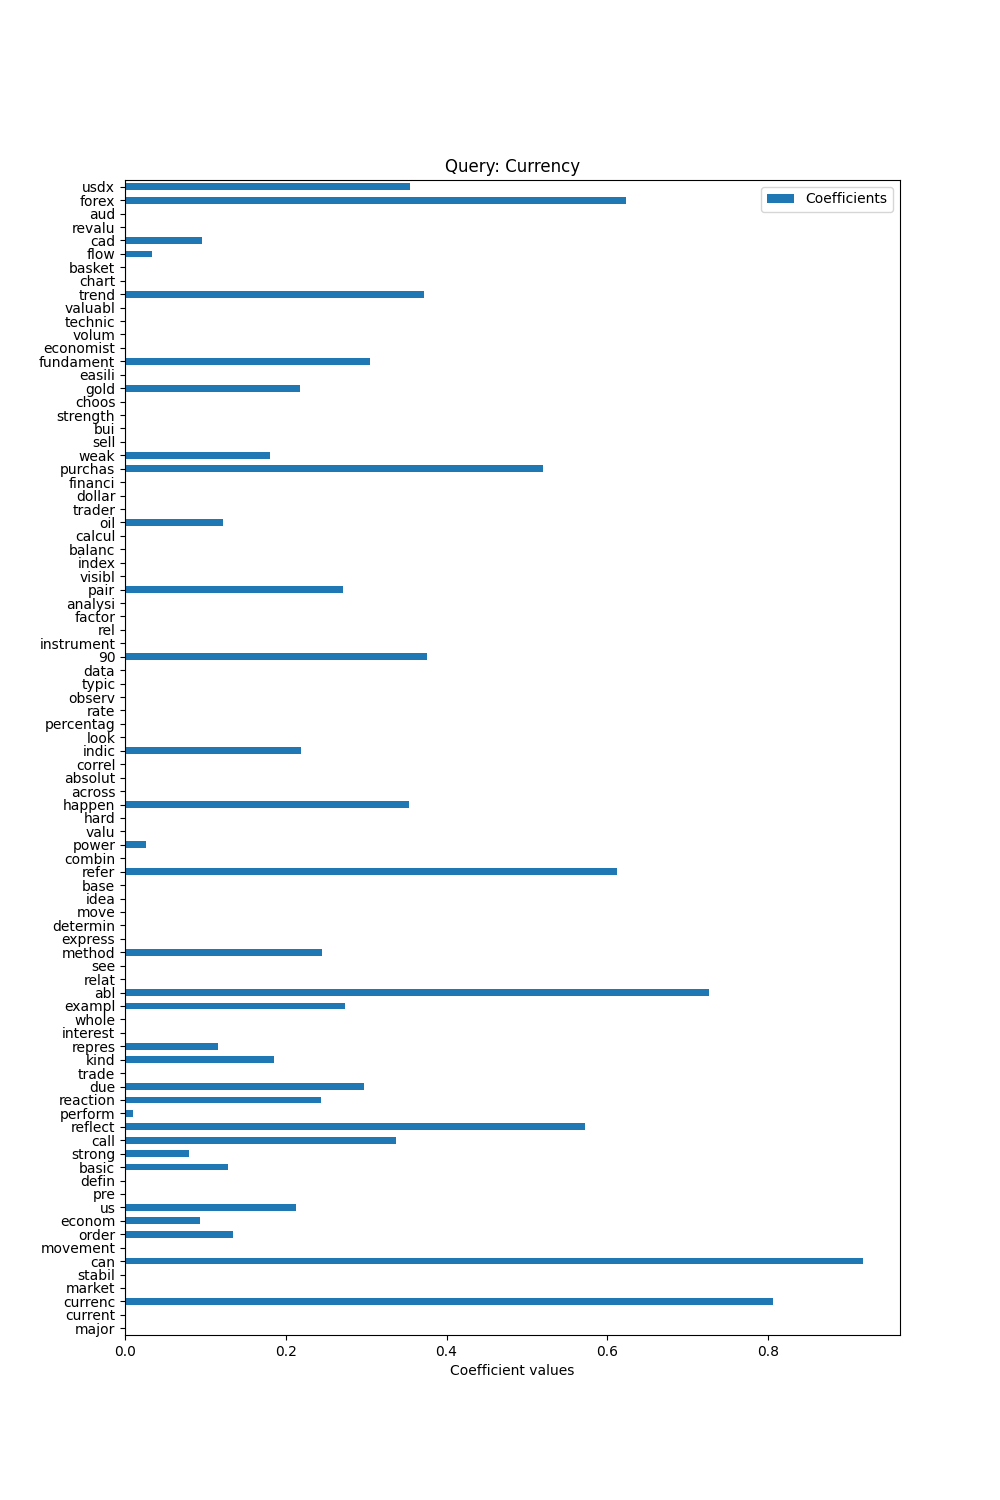 Query: Currency
Coefficients
usdx
forex
aud
revalu
cad
flow
basket
chart
trend
valuabl
technic
volum
economist
fundament
easili
gold
choos
strength
bui
sell
weak
purchas
financi
dollar
trader
oil
calcul
balanc
index
visibl
pair
analysi
factor
rel
instrument
90
data
typic
observ
rate
percentag
look
indic
correl
absolut
across
happen
hard
valu
power
combin
refer
base
idea
move
determin
express
method
see
relat
abl
exampl
whole
interest
repres
kind
trade
due
reaction
perform
reflect
call
strong
basic
defin
pre
us
econom
order
movement
can
stabil
market
currenc
current
major
0.0 0.2 0.4 0.6 0.8
Coefficient values